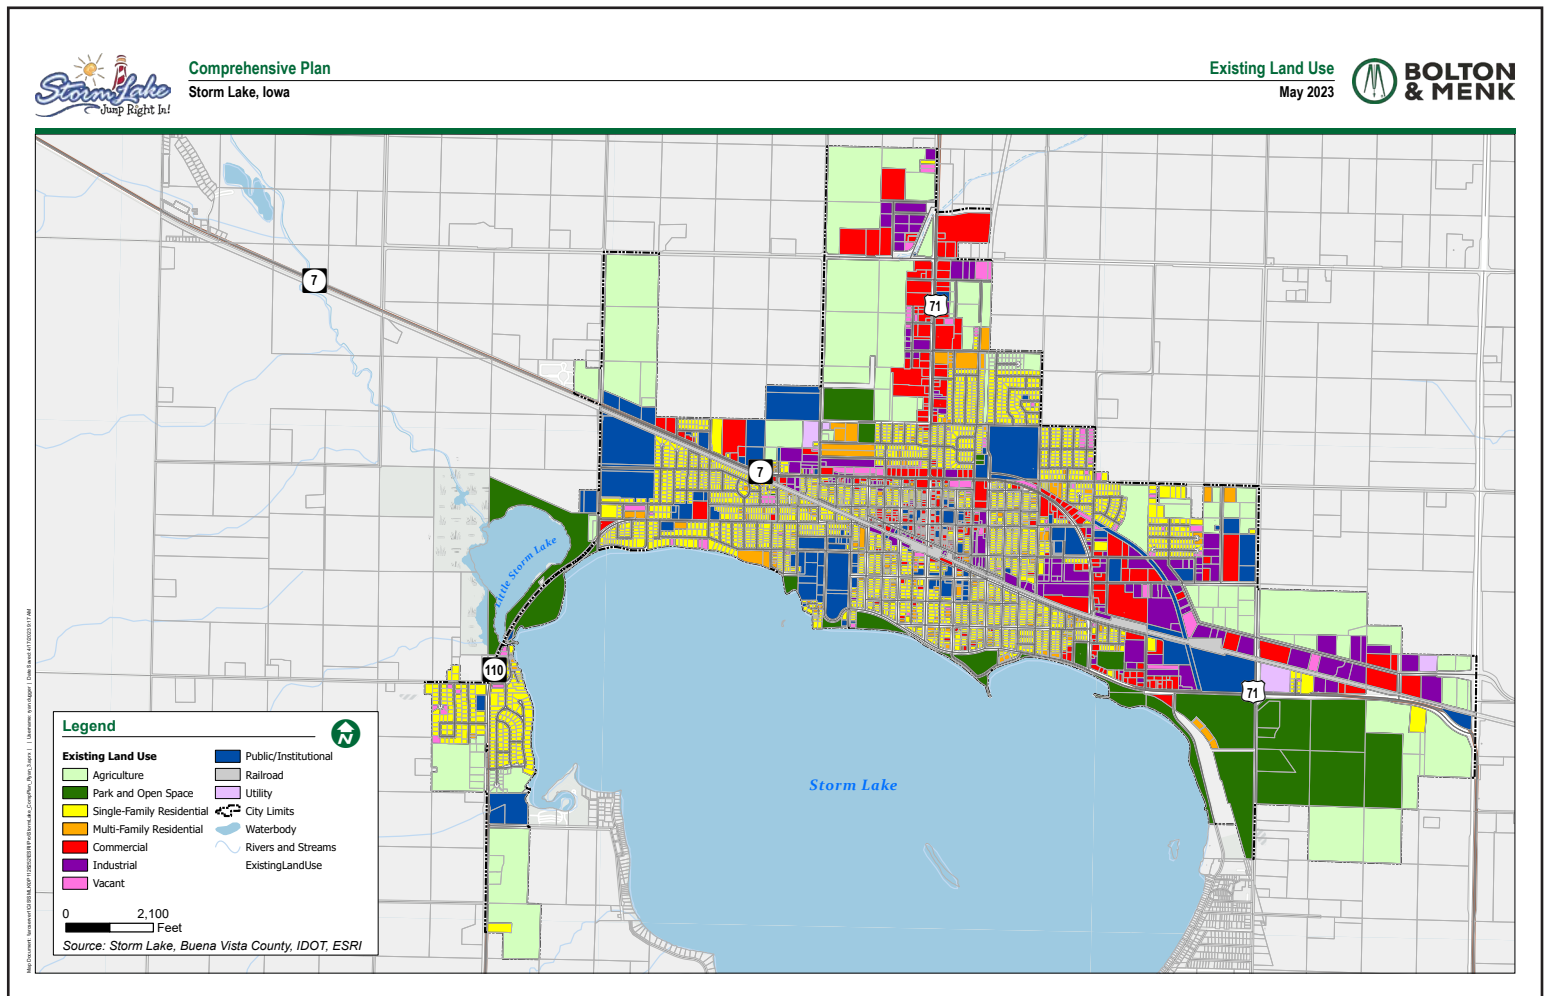 Storm Lake
Jump Right In!
Comprehensive Plan
Storm Lake, Iowa
Existing Land Use
May 2023
BOLTON
& MENK
7
71
7
Little Storm Lake
110
71
Storm Lake
Legend
Existing Land Use
Agriculture
Park and Open Space
Single-Family Residential
Multi-Family Residential
Commercial
Industrial
Vacant
Public/Institutional
Railroad
Utility
City Limits
Waterbody
Rivers and Streams
ExistingLandUse
0 2,100
Feet
Source: Storm Lake, Buena Vista County, IDOT, ESRI